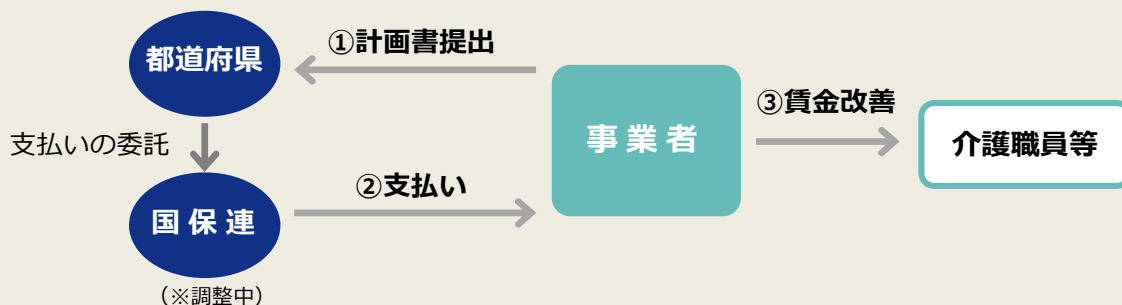 都道府県
①計画書提出
支払いの委託
事業者
③賃金改善
介護職員等
②支払い
国保連
（※調整中）